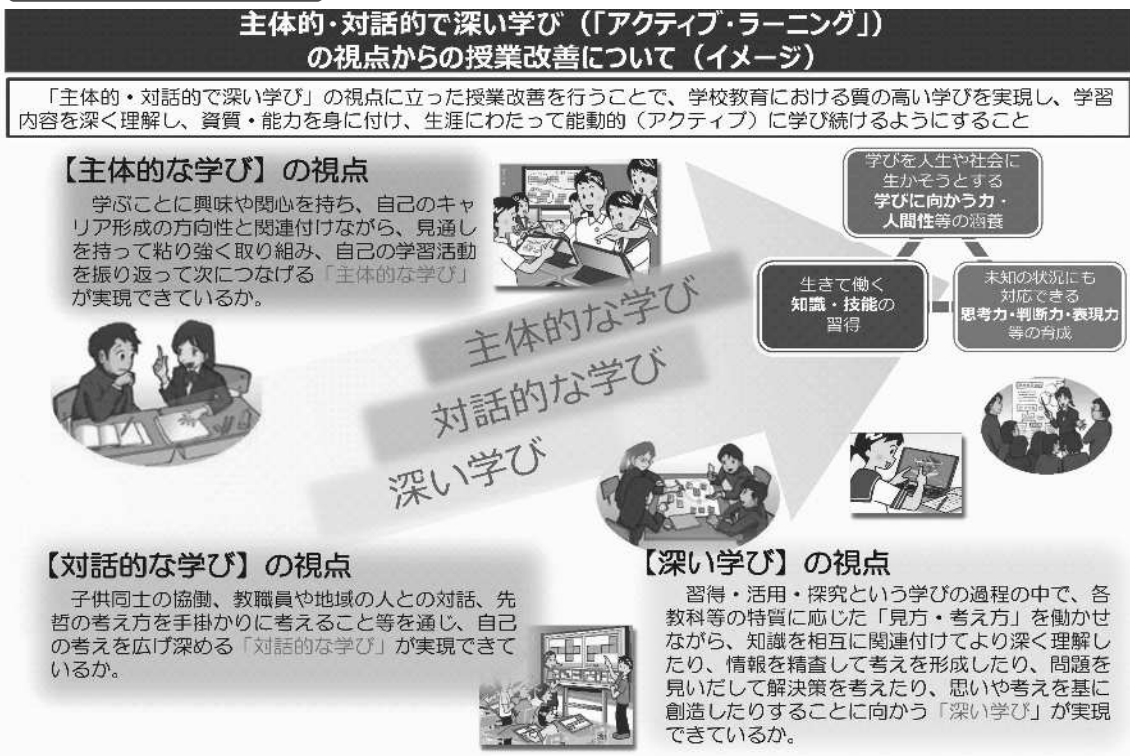 主体的・対話的で深い学び（「アクティブ・ラーニング」）
の視点からの授業改善について（イメージ）
「主体的・対話的で深い学び」の視点に立った授業改善を行うことで、学校教育における質の高い学びを実現し、学習
内容を深く理解し、資質・能力を身に付け、生涯にわたって能動的（アクティブ）に学び続けるようにすること
【主体的な学び】の視点
学ぶことに興味や関心を持ち、自己のキャ
リア形成の方向性と関連付けながら、見通し
を持って粘り強く取り組み、自己の学習活動
を振り返って次につなげる「主体的な学び」
が実現できているか。
学びを人生や社会に
生かそうとする
学びに向かう力・
人間性等の涵養
生きて働く
知識・技能の
習得
未知の状況にも
対応できる
思考力・判断力・表現力
等の育成
主体的な学び
対話的な学び
深い学び
【対話的な学び】の視点
子供同士の協働、教職員や地域の人との対話、先
哲の考え方を手掛かりに考えること等を通じ、自己
の考えを広げ深める「対話的な学び」が実現できて
いるか。
【深い学び】の視点
習得・活用・探究という学びの過程の中で、各
教科等の特質に応じた「見方・考え方」を働かせ
ながら、知識を相互に関連付けてより深く理解し
たり、情報を精査して考えを形成したり、問題を
見いだして解決策を考えたり、思いや考えを基に
創造したりすることに向かう「深い学び」が実現
できているか。